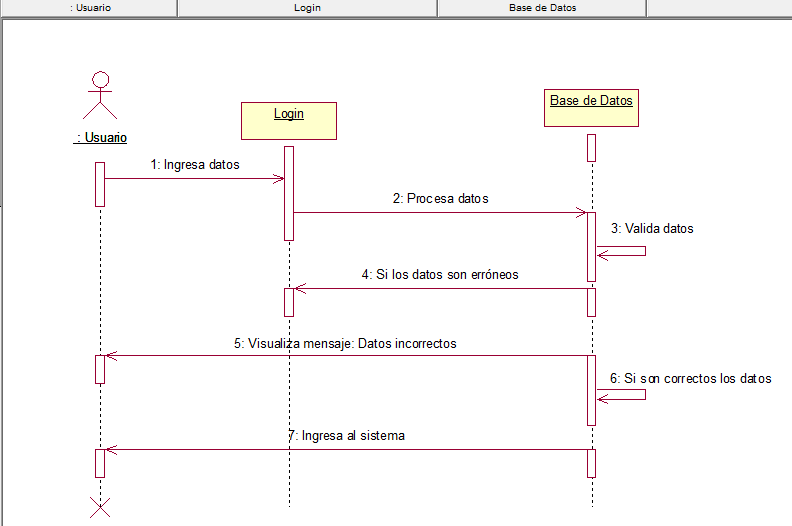 : Usuario
Login
Base de Datos
Login
Base de Datos
: Usuario
1: Ingresa datos
2: Procesa datos
3: Valida datos
4: Si los datos son erróneos
5: Visualiza mensaje: Datos incorrectos
6: Si son correctos los datos
7: Ingresa al sistema